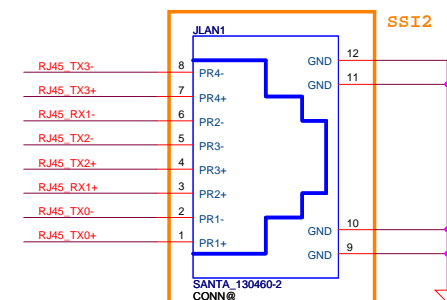 SSI2
JLAN1
RJ45_TX3- 8 PR4- GND 12
RJ45_TX3+ 7 PR4+ GND 11
RJ45_RX1- 6 PR2-
RJ45_TX2- 5 PR3-
RJ45_TX2+ 4 PR3+
RJ45_RX1+ 3 PR2+
RJ45_TX0- 2 PR1- GND 10
RJ45_TX0+ 1 PR1+ GND 9
SANTA_130460-2
CONN@